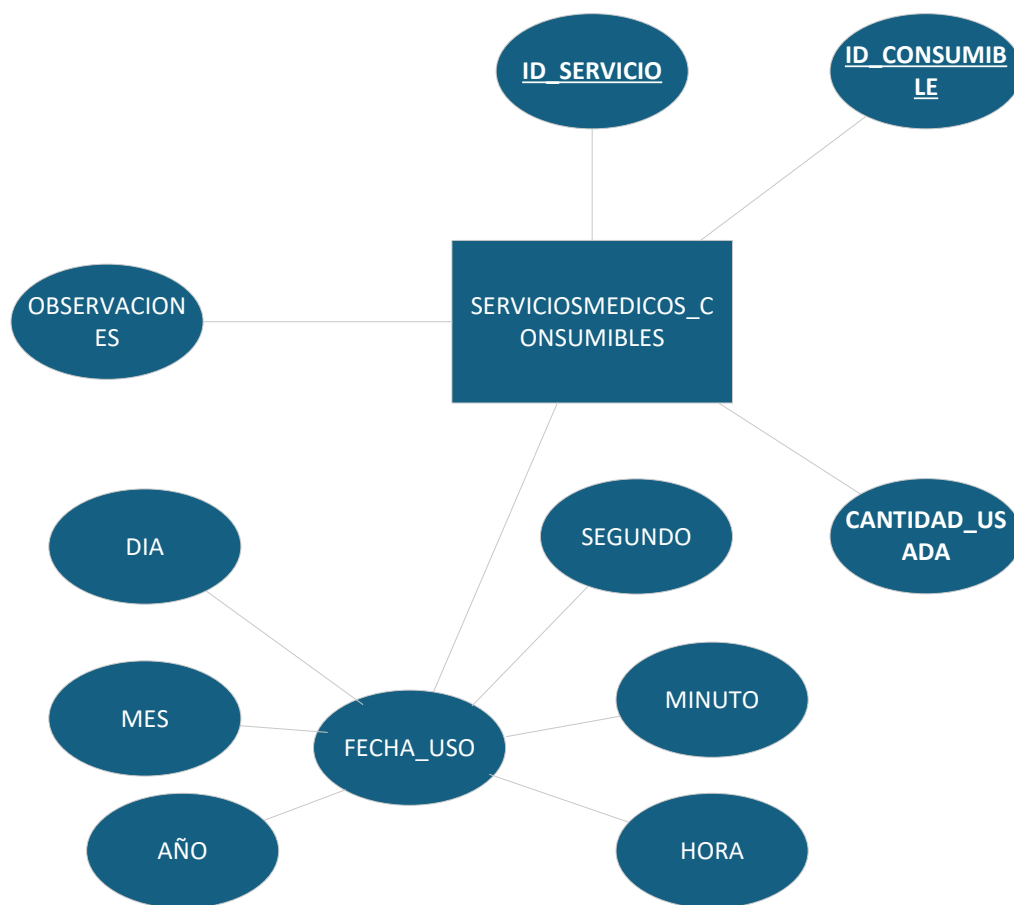 ID_SERVICIO
ID_CONSUMIB
LE
OBSERVACION
ES
SERVICIOSMEDICOS_C
ONSUMIBLES
DIA
SEGUNDO
CANTIDAD_US
ADA
MES
FECHA_USO
MINUTO
AÑO
HORA